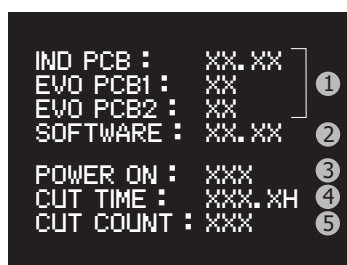 IND PCB : XX.XX
EVO PCB1 : XX
EVO PCB2 : XX
1
SOFTWARE : XX.XX 2
POWER ON : XXX 3
CUT TIME : XXX.XH 4
CUT COUNT : XXX 5